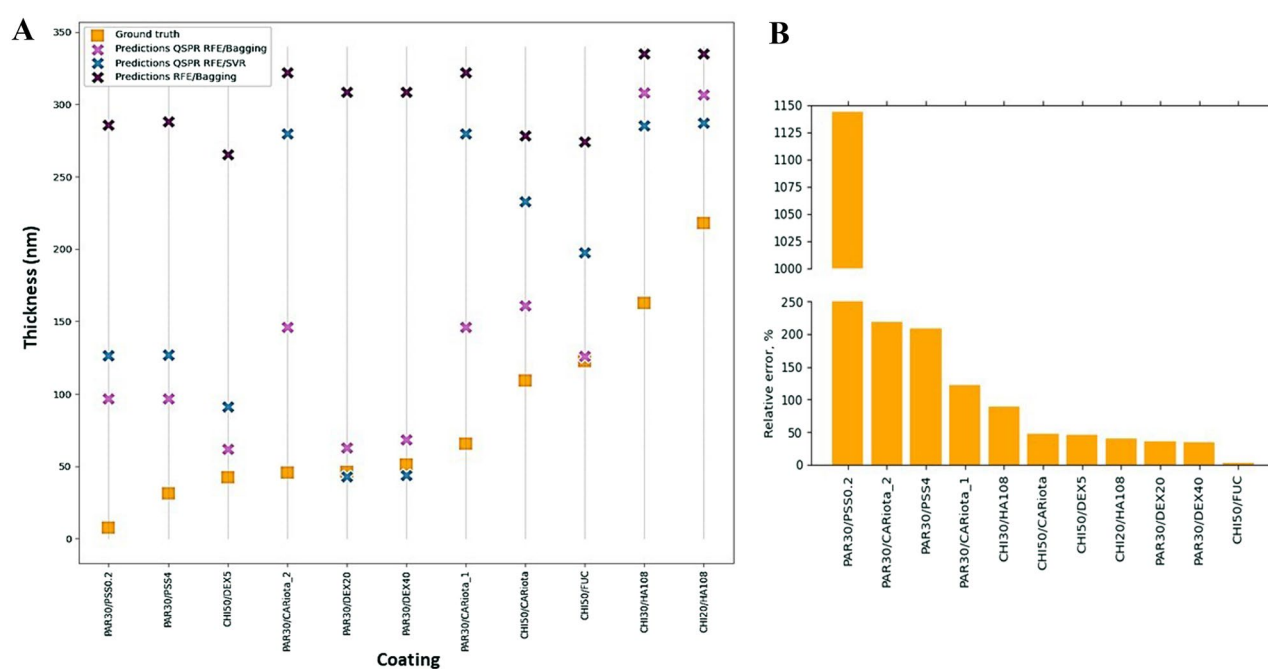 A
Ground truth
Predictions QSPR RFE/Bagging
Predictions QSPR RFE/SVR
Predictions RFE/Bagging
350
300
250
200
150
100
50
0
Thickness (nm)
PAR30/PSS0.2
PAR30/PSS4
CHI50/DEX5
PAR30/CARiota_2
PAR30/DEX20
PAR30/DEX40
PAR30/CARiota_1
CHI50/CARiota
CHI50/FUC
CHI30/HA108
CHI20/HA108
Coating
B
1150
1125
1100
1075
1050
1025
1000
250
200
150
100
50
0
Relative error, %
PAR30/PSS0.2
PAR30/CARiota_2
PAR30/PSS4
PAR30/CARiota_1
CHI30/HA108
CHI50/CARiota
CHI50/DEX5
CHI20/HA108
PAR30/DEX20
PAR30/DEX40
CHI50/FUC